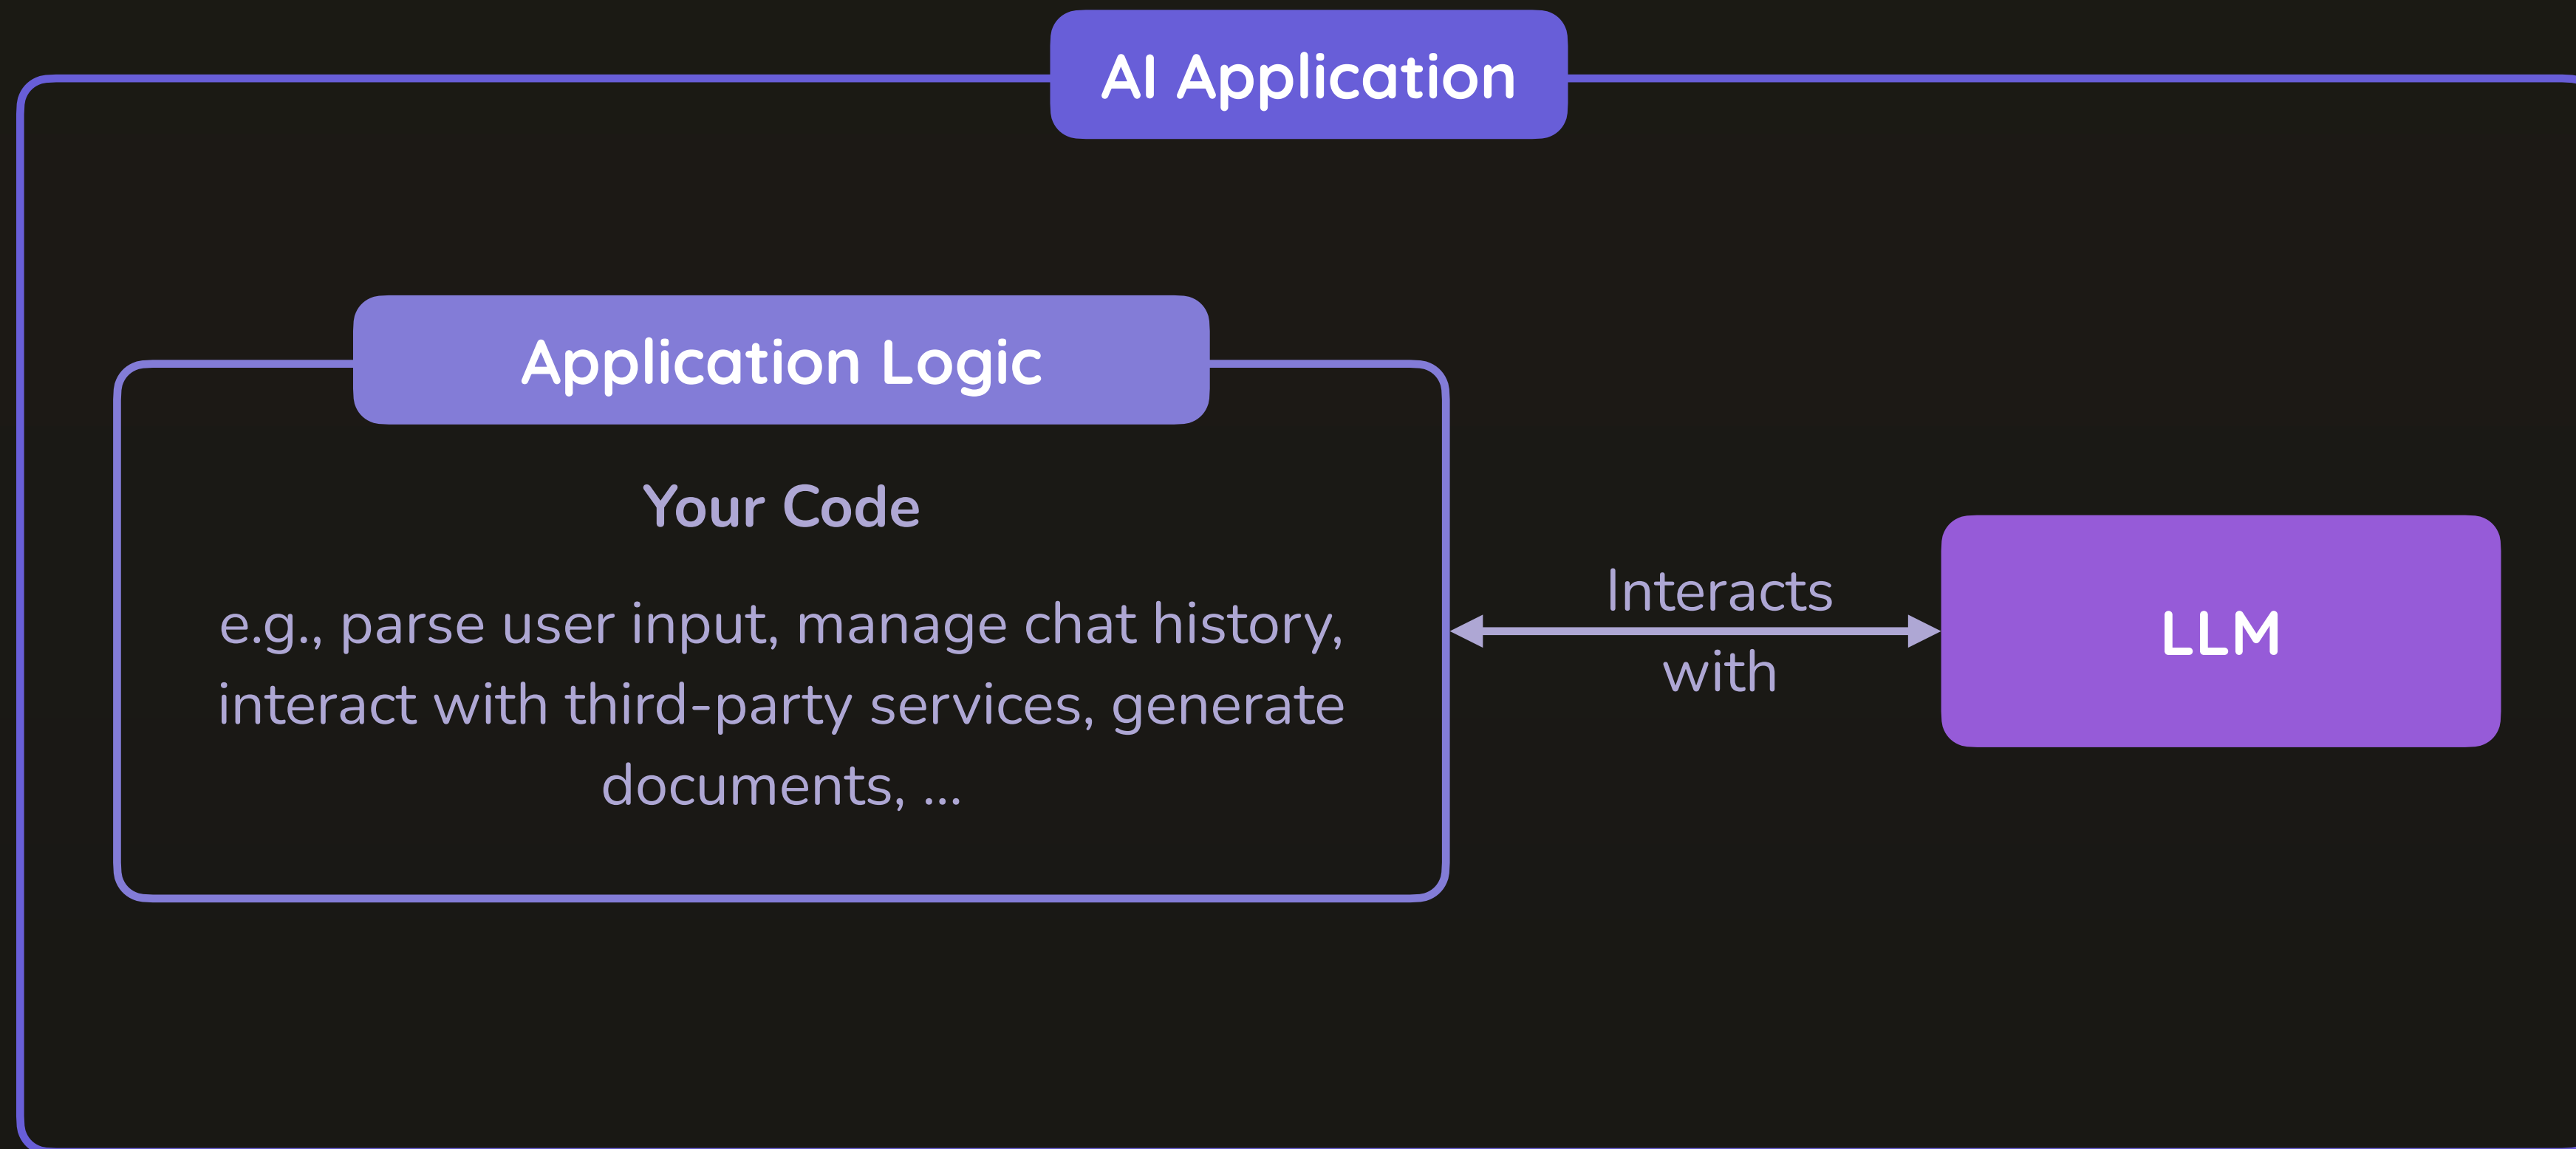 AI Application
Application Logic
Your Code
e.g., parse user input, manage chat history,
interact with third-party services, generate
documents, ...
Interacts
with
LLM